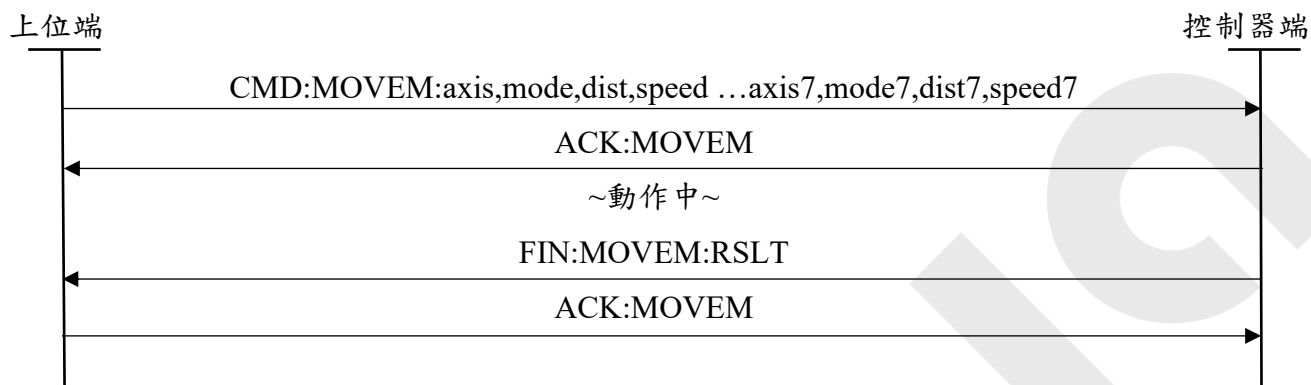 上位端
控制器端
CMD:MOVEM:axis,mode,dist,speed …axis7,mode7,dist7,speed7
ACK:MOVEM
~動作中~
FIN:MOVEM:RSLT
ACK:MOVEM